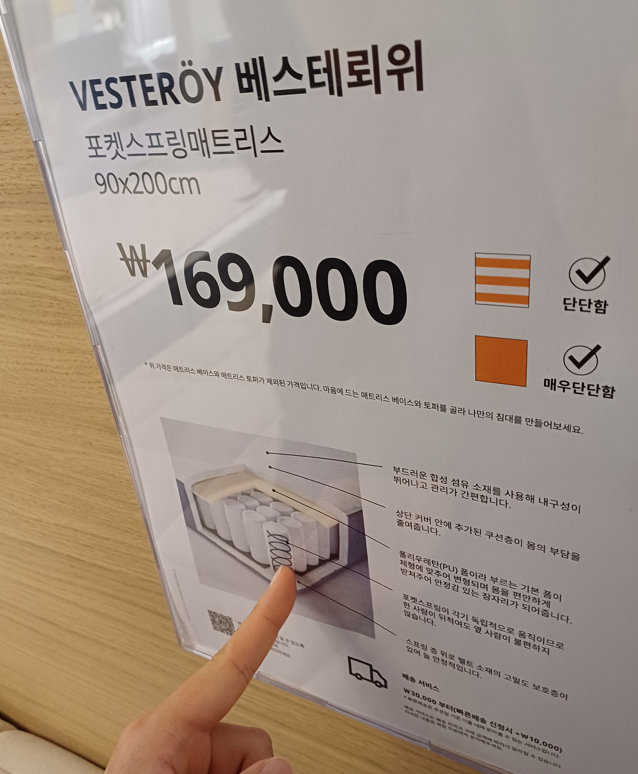 VESTERÖY 베스테뢰위
포켓스프링매트리스
90x200cm
₩169,000
단단함
매우단단함
* 위 가격은 매트리스 베이스와 매트리스 토퍼가 제외된 가격입니다. 마음에 드는 매트리스 베이스와 토퍼를 골라 나만의 침대를 만들어보세요.
부드러운 합성 섬유 소재를 사용해 내구성이
뛰어나고 관리가 간편합니다.
상단 커버 안에 추가된 쿠션층이 몸의 부담을
줄여줍니다.
폴리우레탄(PU) 폼이라 부르는 기본 폼이
체형에 맞추어 변형되며 몸을 편안하게
받쳐주어 안정감 있는 잠자리가 되어줍니다.
포켓스프링이 각기 독립적으로 움직이므로
한 사람이 뒤척여도 옆 사람이 불편하지
않습니다.
스프링 층 위로 펠트 소재의 고밀도 보호층이
있어 늘 안정적입니다.
배송 서비스
₩30,000 부터(빠른배송 신청시 +₩10,000)